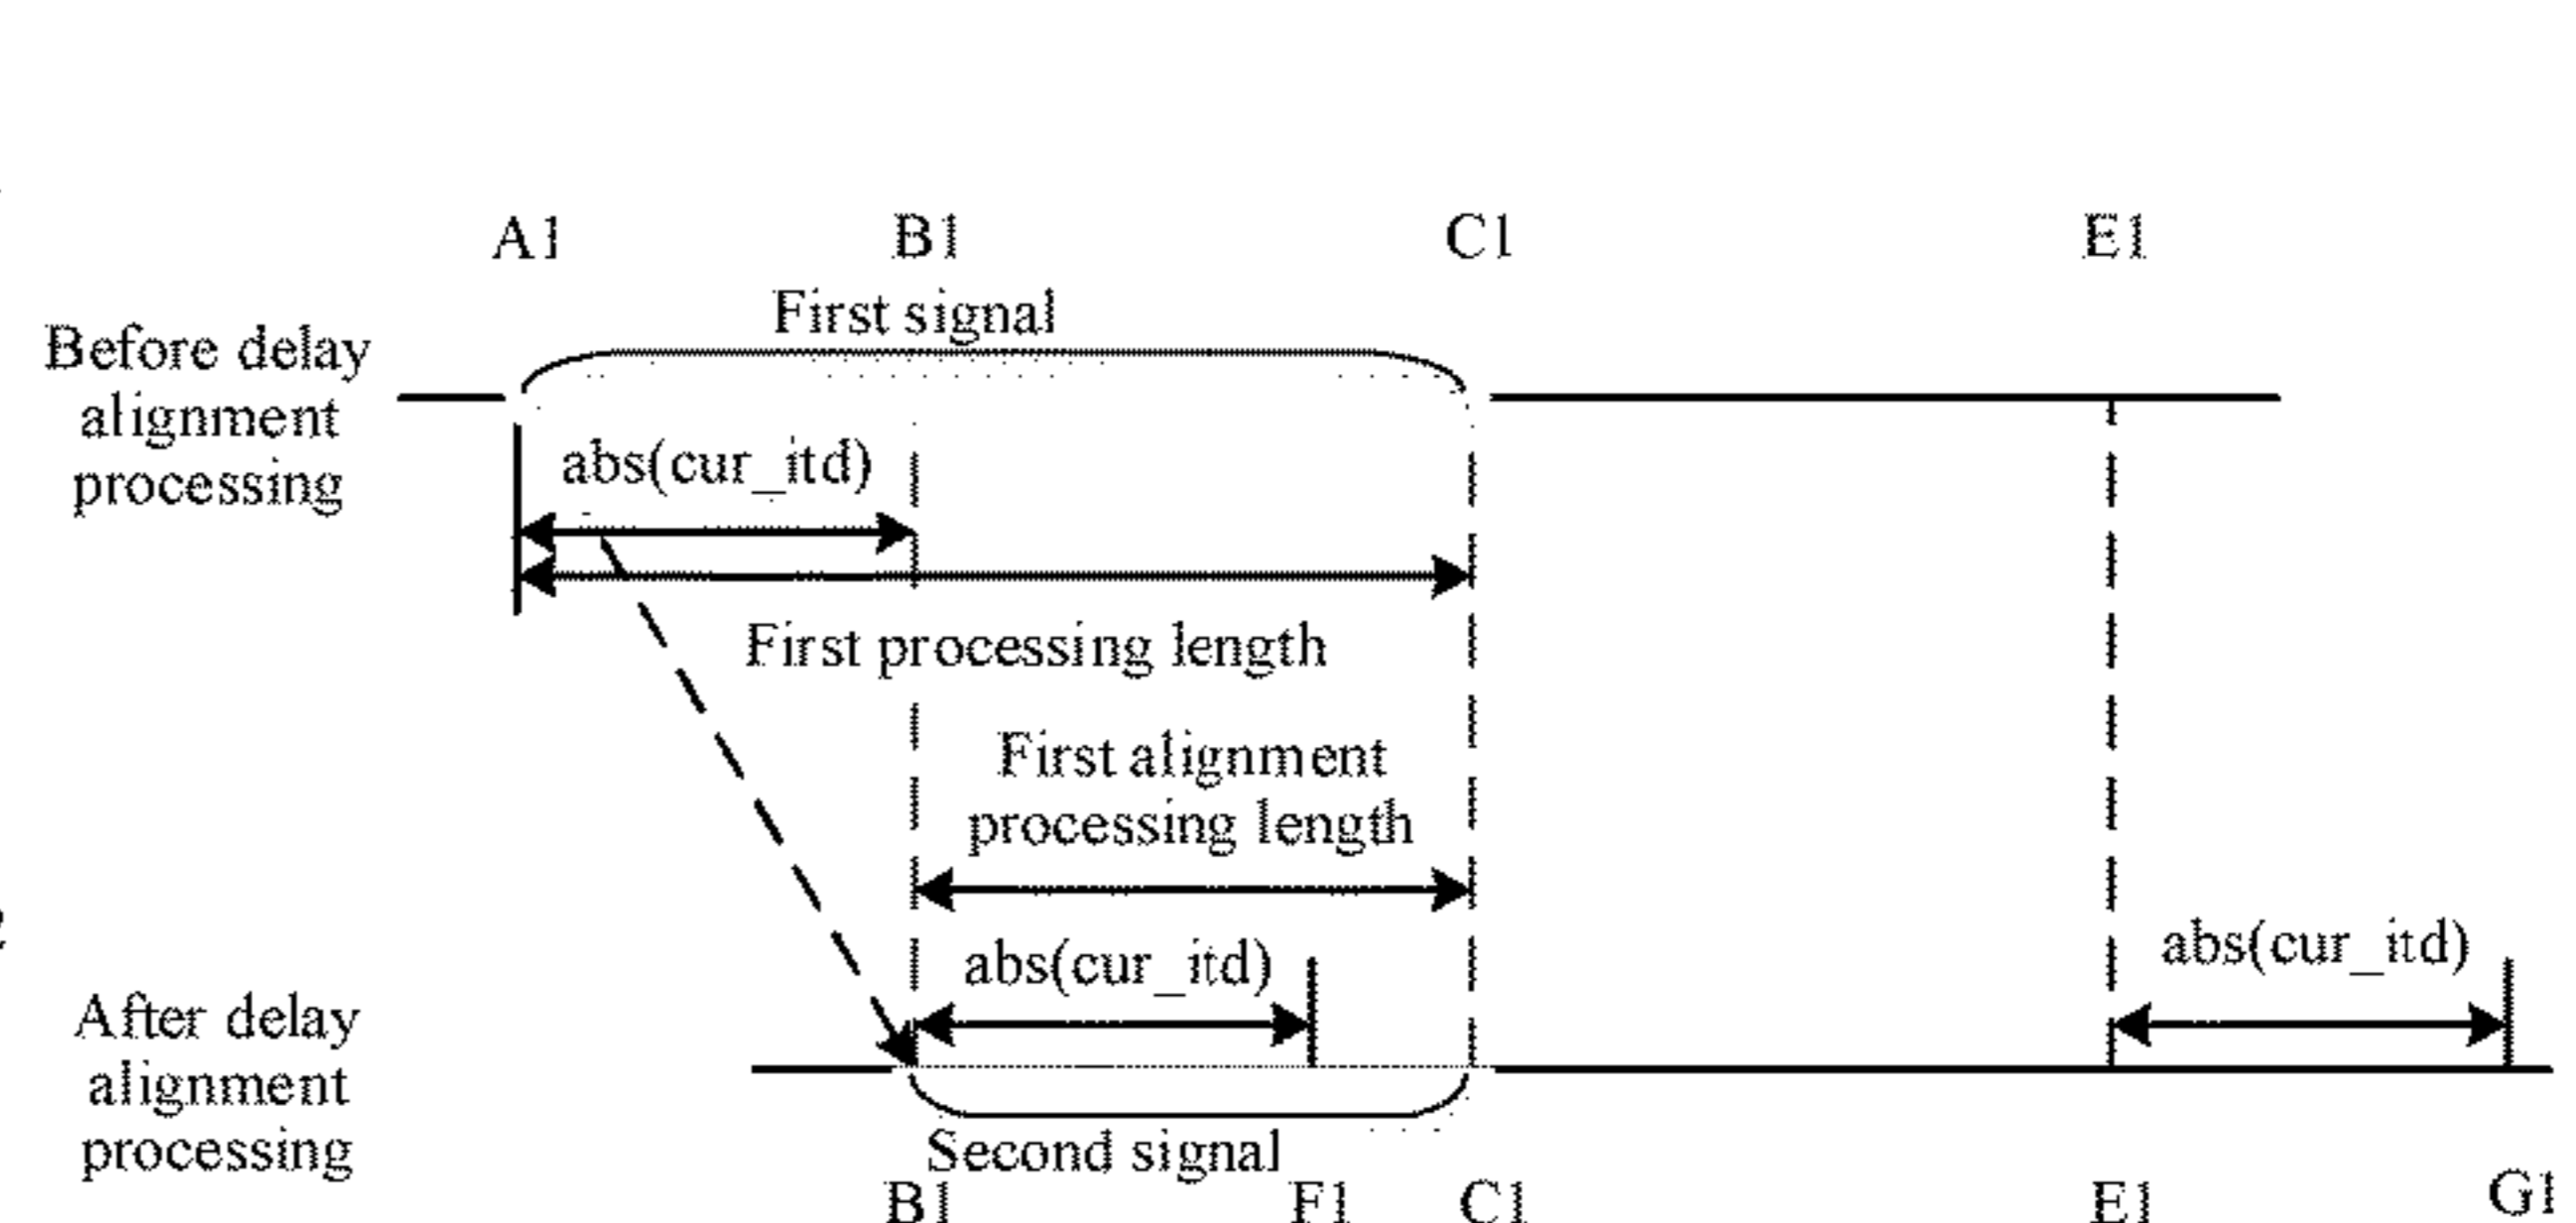 A1 B1 C1 E1
First signal
Before delay
alignment
processing
abs(cur_itd)
First processing length
First alignment
processing length
abs(cur_itd)
abs(cur_itd)
After delay
alignment
processing
Second signal
B1 F1 C1 E1 G1